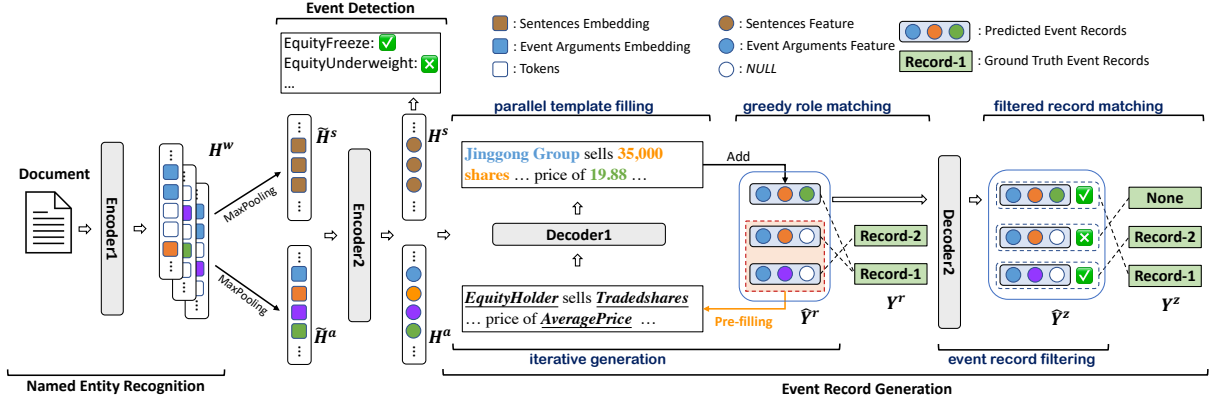 Event Detection
EquityFreeze:
EquityUnderweight:
...
: Sentences Embedding
: Event Arguments Embedding
: Tokens
: Sentences Feature
: Event Arguments Feature
: NULL
: Predicted Event Records
Record-1 : Ground Truth Event Records
parallel template filling
greedy role matching
filtered record matching
Document
Encoder1
H^w
MaxPooling
MaxPooling
H̃^s
H̃^a
Encoder2
H^s
H^a
Jinggong Group sells 35,000
shares … price of 19.88 …
Decoder1
EquityHolder sells Tradedshares
… price of AveragePrice …
Add
Pre-filling
Record-2
Record-1
Ŷ^r
Y^r
Decoder2
None
Record-2
Record-1
Ŷ^z
Y^z
iterative generation
event record filtering
Named Entity Recognition
Event Record Generation